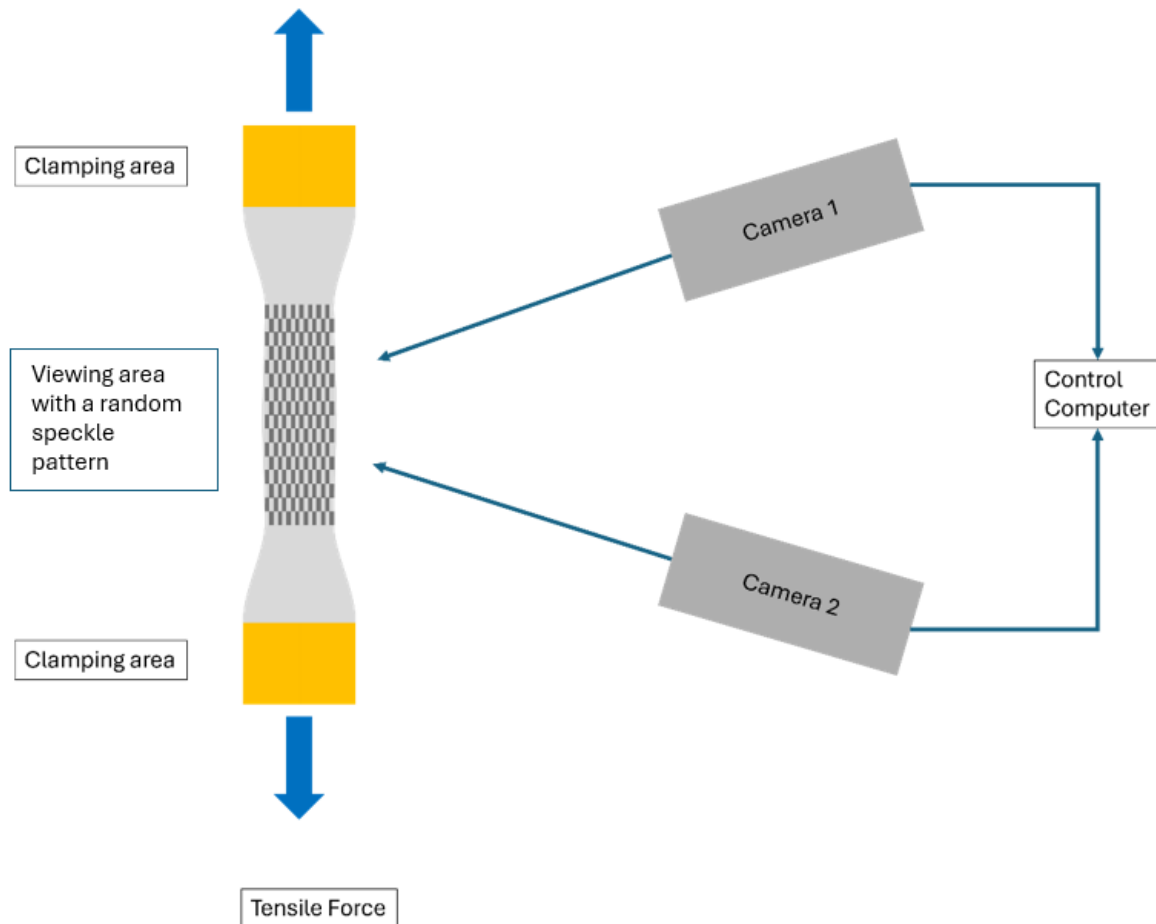 Clamping area
Camera 1
Viewing area
with a random
speckle
pattern
Control
Computer
Camera 2
Clamping area
Tensile Force